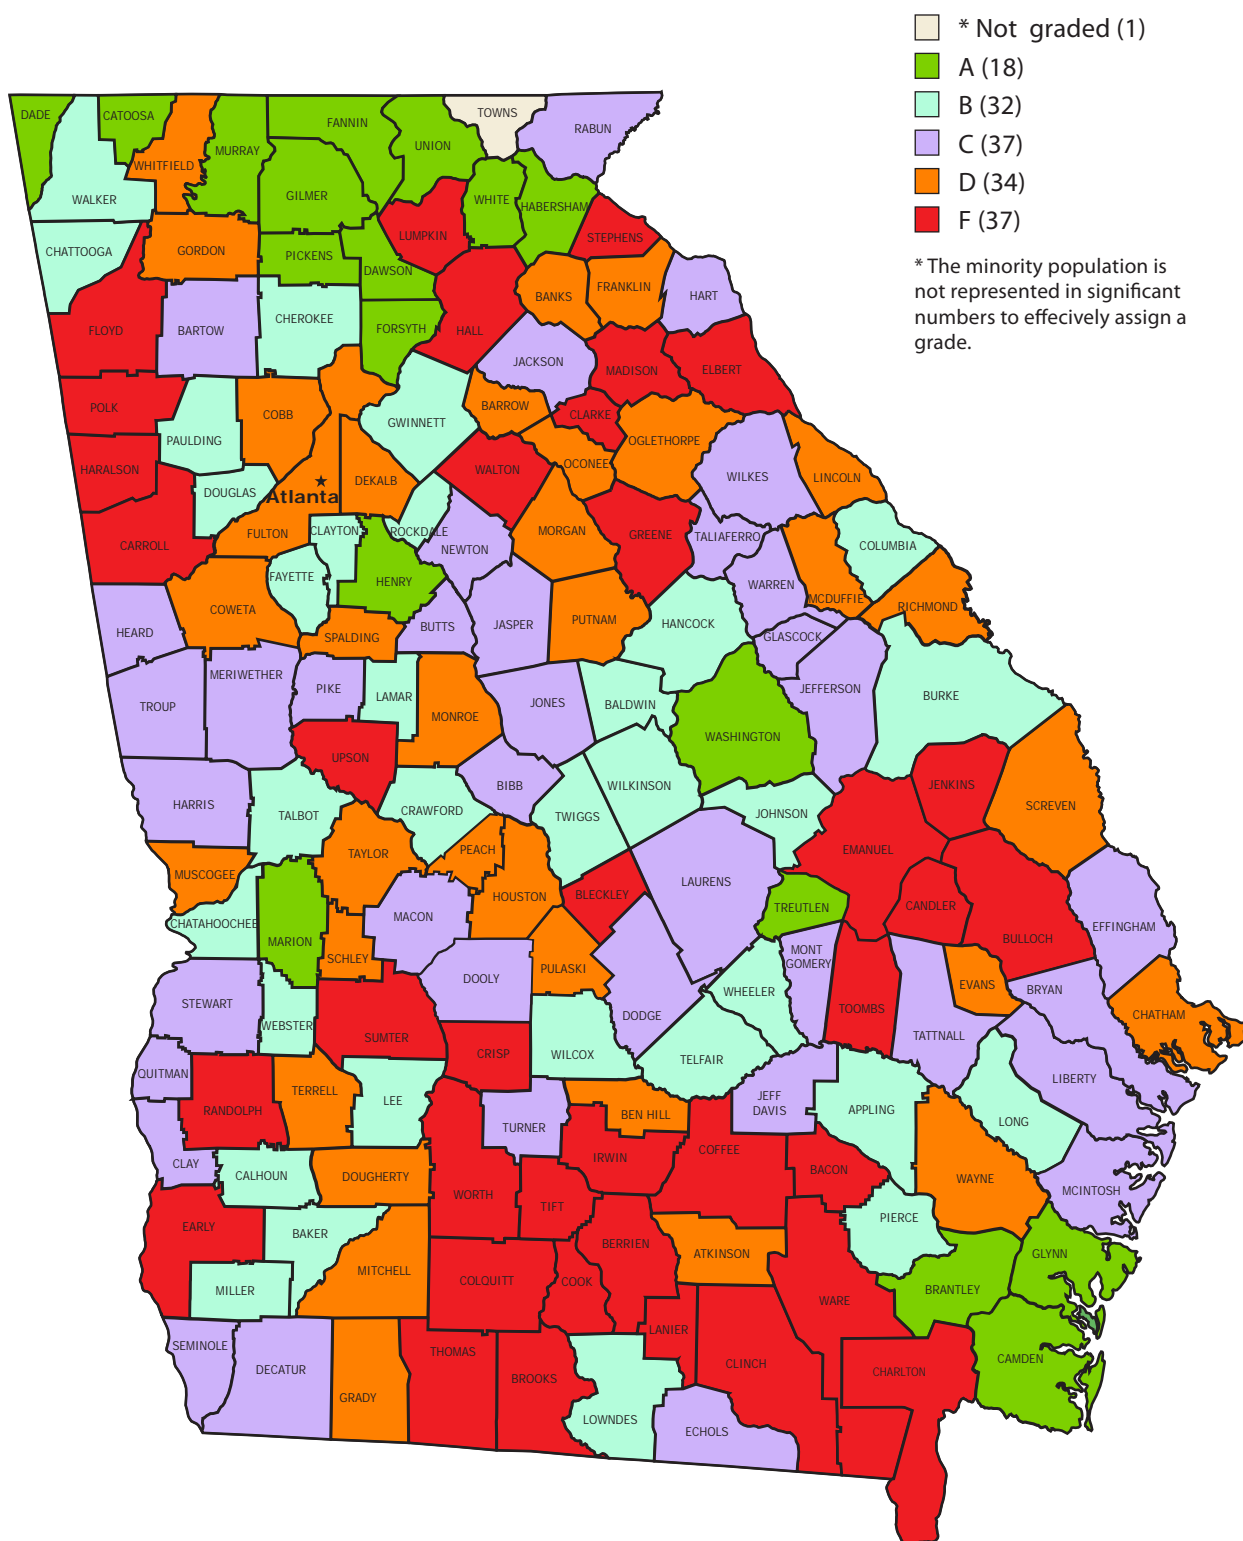 * Not graded (1)
A (18)
B (32)
C (37)
D (34)
F (37)
* The minority population is
not represented in significant
numbers to effecively assign a
grade.
DADE
CATOOSA
WHITFIELD
MURRAY
FANNIN
UNION
TOWNS
RABUN
WALKER
GILMER
WHITE
HABERSHAM
CHATTOOGA
GORDON
PICKENS
DAWSON
LUMPKIN
STEPHENS
FLOYD
BARTOW
CHEROKEE
FORSYTH
HALL
BANKS
FRANKLIN
HART
JACKSON
MADISON
ELBERT
POLK
PAULDING
COBB
GWINNETT
BARROW
CLARKE
OGLETHORPE
HARALSON
DOUGLAS
Atlanta
DEKALB
WALTON
OCONEE
WILKES
LINCOLN
CARROLL
FULTON
CLAYTON
ROCKDALE
NEWTON
MORGAN
GREENE
TALIAFERRO
COLUMBIA
FAYETTE
HENRY
WARREN
MCDUFFIE
RICHMOND
HEARD
COWETA
SPALDING
BUTTS
JASPER
PUTNAM
HANCOCK
GLASCOCK
TROUP
MERIWETHER
PIKE
LAMAR
MONROE
JONES
BALDWIN
WASHINGTON
JEFFERSON
BURKE
UPSON
HARRIS
TALBOT
CRAWFORD
BIBB
TWIGGS
WILKINSON
JOHNSON
JENKINS
SCREVEN
MUSCOGEE
TAYLOR
PEACH
HOUSTON
BLECKLEY
LAURENS
EMANUEL
CANDLER
BULLOCH
EFFINGHAM
CHATAHOOCHEE
MARION
SCHLEY
MACON
TREUTLEN
STEWART
WEBSTER
SUMTER
DOOLY
PULASKI
DODGE
WHEELER
MONT
GOMERY
TOOMBS
TATTNALL
EVANS
BRYAN
CHATHAM
QUITMAN
RANDOLPH
TERRELL
LEE
CRISP
WILCOX
TELFAIR
JEFF
DAVIS
APPLING
LONG
LIBERTY
CLAY
CALHOUN
DOUGHERTY
WORTH
TURNER
BEN HILL
IRWIN
TIFT
COFFEE
BACON
WAYNE
MCINTOSH
EARLY
BAKER
MILLER
MITCHELL
COLQUITT
COOK
BERRIEN
ATKINSON
PIERCE
WARE
BRANTLEY
GLYNN
SEMINOLE
DECATUR
GRADY
THOMAS
BROOKS
LOWNDES
LANIER
CLINCH
ECHOLS
CHARLTON
CAMDEN